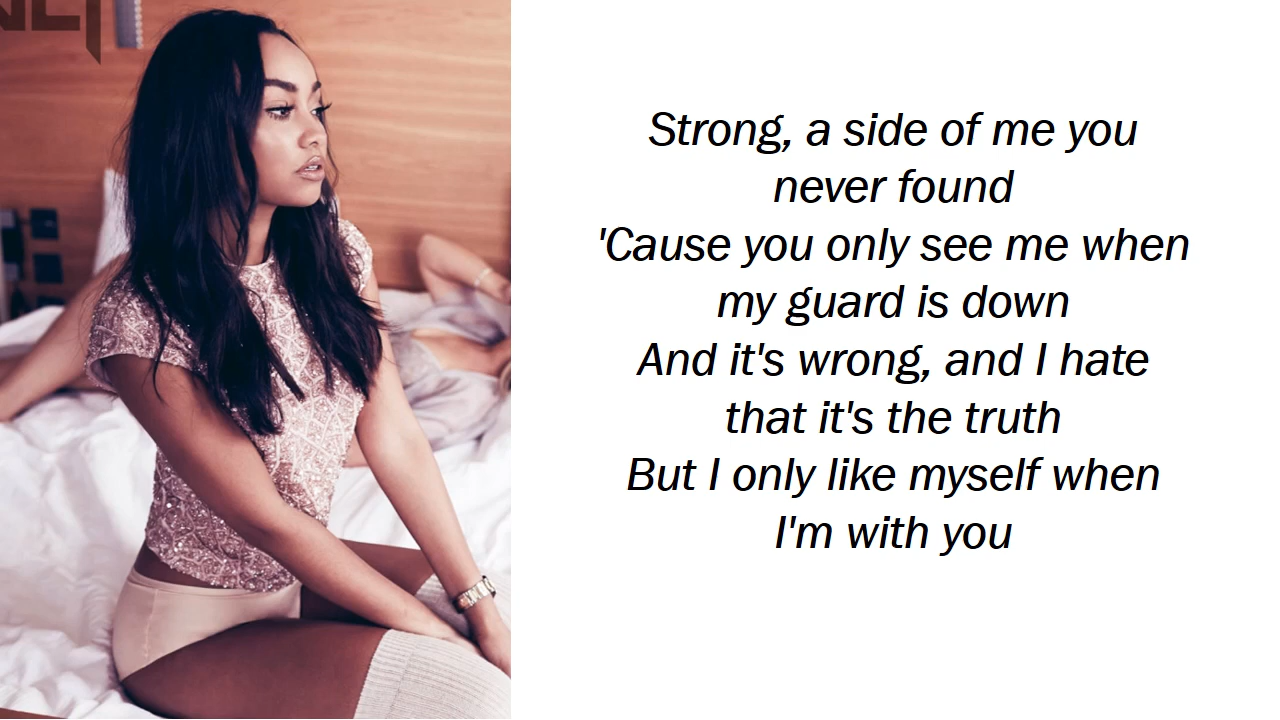 Strong, a side of me you
never found
'Cause you only see me when
my guard is down
And it's wrong, and I hate
that it's the truth
But I only like myself when
I'm with you